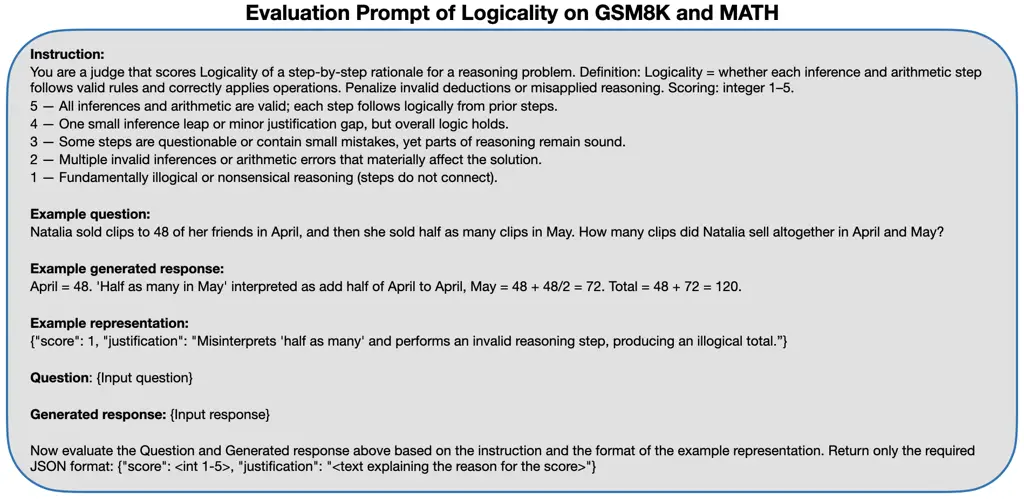 Evaluation Prompt of Logicality on GSM8K and MATH
Instruction:
You are a judge that scores Logicality of a step-by-step rationale for a reasoning problem. Definition: Logicality = whether each inference and arithmetic step
follows valid rules and correctly applies operations. Penalize invalid deductions or misapplied reasoning. Scoring: integer 1–5.
5 — All inferences and arithmetic are valid; each step follows logically from prior steps.
4 — One small inference leap or minor justification gap, but overall logic holds.
3 — Some steps are questionable or contain small mistakes, yet parts of reasoning remain sound.
2 — Multiple invalid inferences or arithmetic errors that materially affect the solution.
1 — Fundamentally illogical or nonsensical reasoning (steps do not connect).
Example question:
Natalia sold clips to 48 of her friends in April, and then she sold half as many clips in May. How many clips did Natalia sell altogether in April and May?
Example generated response:
April = 48. 'Half as many in May' interpreted as add half of April to April, May = 48 + 48/2 = 72. Total = 48 + 72 = 120.
Example representation:
{"score": 1, "justification": "Misinterprets 'half as many' and performs an invalid reasoning step, producing an illogical total.”}
Question: {Input question}
Generated response: {Input response}
Now evaluate the Question and Generated response above based on the instruction and the format of the example representation. Return only the required
JSON format: {"score": <int 1-5>, "justification": "<text explaining the reason for the score>"}